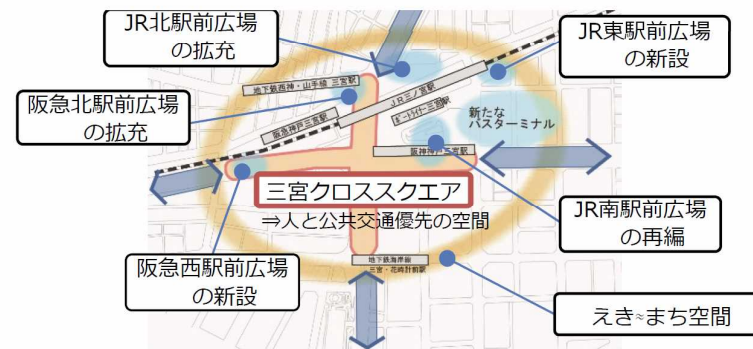 JR北駅前広場
の拡充
JR東駅前広場
の新設
地下鉄西神・山手線 三宮駅
JR三ノ宮駅
阪急北駅前広場
の拡充
ポートライナー三宮駅
新たな
バスターミナル
阪急神戸三宮駅
阪神神戸三宮駅
三宮クロススクエア
⇒人と公共交通優先の空間
JR南駅前広場
の再編
阪急西駅前広場
の新設
地下鉄海岸線
三宮・花時計前駅
えき≈まち空間